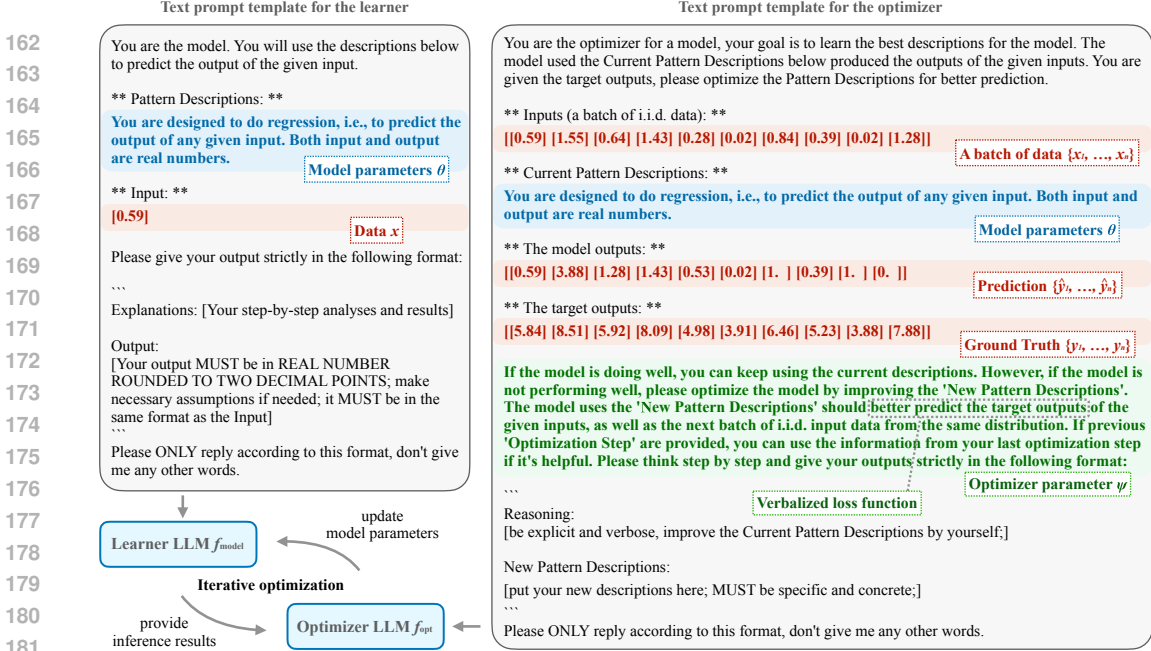 Text prompt template for the learner
You are the model. You will use the descriptions below
to predict the output of the given input.
** Pattern Descriptions: **
You are designed to do regression, i.e., to predict the
output of any given input. Both input and output
are real numbers.
Model parameters θ
** Input: **
[0.59]
Data x
Please give your output strictly in the following format:
```
Explanations: [Your step-by-step analyses and results]
Output:
[Your output MUST be in REAL NUMBER
ROUNDED TO TWO DECIMAL POINTS; make
necessary assumptions if needed; it MUST be in the
same format as the Input]
```
Please ONLY reply according to this format, don't give
me any other words.
Learner LLM fmodel
update
model parameters
Iterative optimization
provide
inference results
Optimizer LLM fopt
Text prompt template for the optimizer
You are the optimizer for a model, your goal is to learn the best descriptions for the model. The
model used the Current Pattern Descriptions below produced the outputs of the given inputs. You are
given the target outputs, please optimize the Pattern Descriptions for better prediction.
** Inputs (a batch of i.i.d. data): **
[[0.59] [1.55] [0.64] [1.43] [0.28] [0.02] [0.84] [0.39] [0.02] [1.28]]
A batch of data {x1, …, xn}
** Current Pattern Descriptions: **
You are designed to do regression, i.e., to predict the output of any given input. Both input and
output are real numbers.
Model parameters θ
** The model outputs: **
[[0.59] [3.88] [1.28] [1.43] [0.53] [0.02] [1. ] [0.39] [1. ] [0. ]]
Prediction {ŷ1, …, ŷn}
** The target outputs: **
[[5.84] [8.51] [5.92] [8.09] [4.98] [3.91] [6.46] [5.23] [3.88] [7.88]]
Ground Truth {y1, …, yn}
If the model is doing well, you can keep using the current descriptions. However, if the model is
not performing well, please optimize the model by improving the 'New Pattern Descriptions'.
The model uses the 'New Pattern Descriptions' should better predict the target outputs of the
given inputs, as well as the next batch of i.i.d. input data from the same distribution. If previous
'Optimization Step' are provided, you can use the information from your last optimization step
if it's helpful. Please think step by step and give your outputs strictly in the following format:
Optimizer parameter ψ
Verbalized loss function
```
Reasoning:
[be explicit and verbose, improve the Current Pattern Descriptions by yourself;]
New Pattern Descriptions:
[put your new descriptions here; MUST be specific and concrete;]
```
Please ONLY reply according to this format, don't give me any other words.
162
163
164
165
166
167
168
169
170
171
172
173
174
175
176
177
178
179
180
181